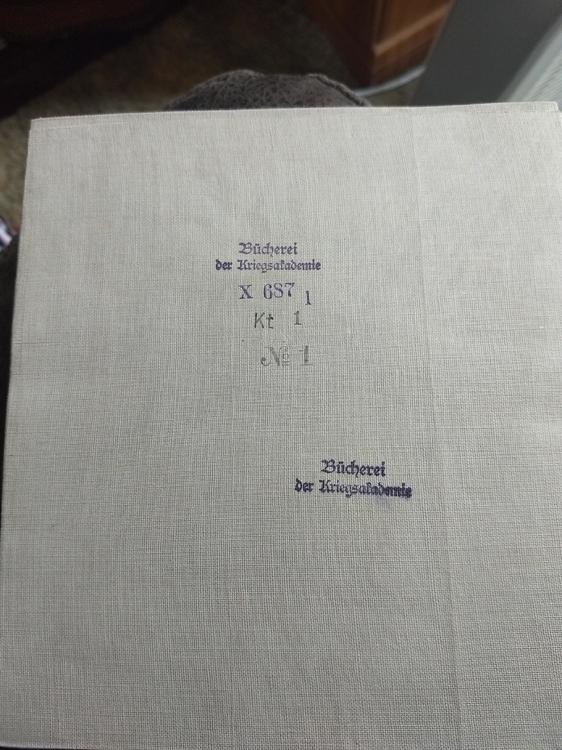 Bücherei
der Kriegsakademie
X 687 1
Kt 1
№ 1
Bücherei
der Kriegsakademie